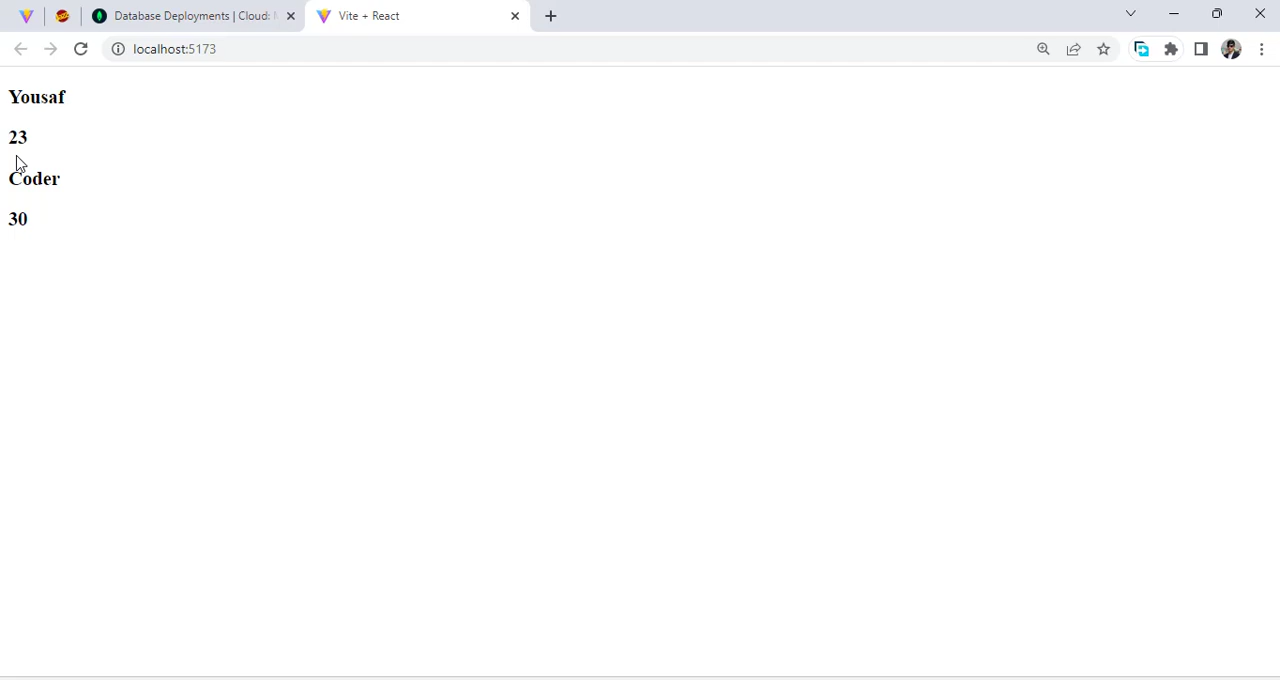 Database Deployments | Cloud:
Vite + React
localhost:5173
Yousaf
23
Coder
30